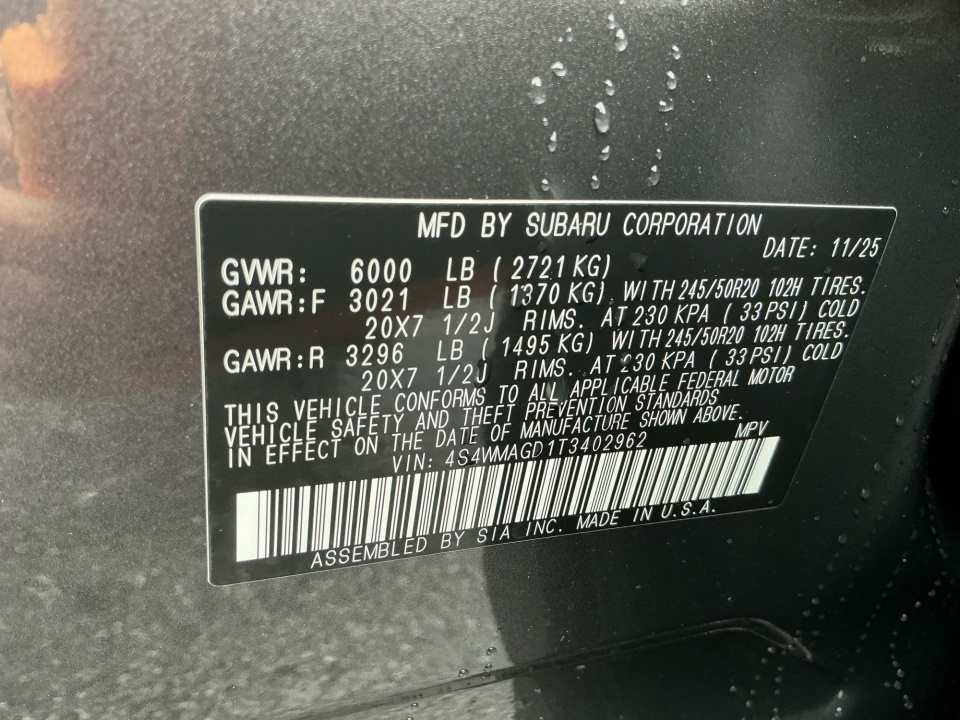 MFD BY SUBARU CORPORATION
DATE: 11/25
GVWR: 6000 LB ( 2721 KG)
GAWR:F 3021 LB ( 1370 KG) WITH 245/50R20 102H TIRES.
20X7 1/2J RIMS. AT 230 KPA ( 33 PSI) COLD
GAWR:R 3296 LB ( 1495 KG) WITH 245/50R20 102H TIRES.
20X7 1/2J RIMS. AT 230 KPA ( 33 PSI) COLD
THIS VEHICLE CONFORMS TO ALL APPLICABLE FEDERAL MOTOR
VEHICLE SAFETY AND THEFT PREVENTION STANDARDS
IN EFFECT ON THE DATE OF MANUFACTURE SHOWN ABOVE.
VIN: 4S4WMAGD1T3402962 MPV
ASSEMBLED BY SIA INC. MADE IN U.S.A.